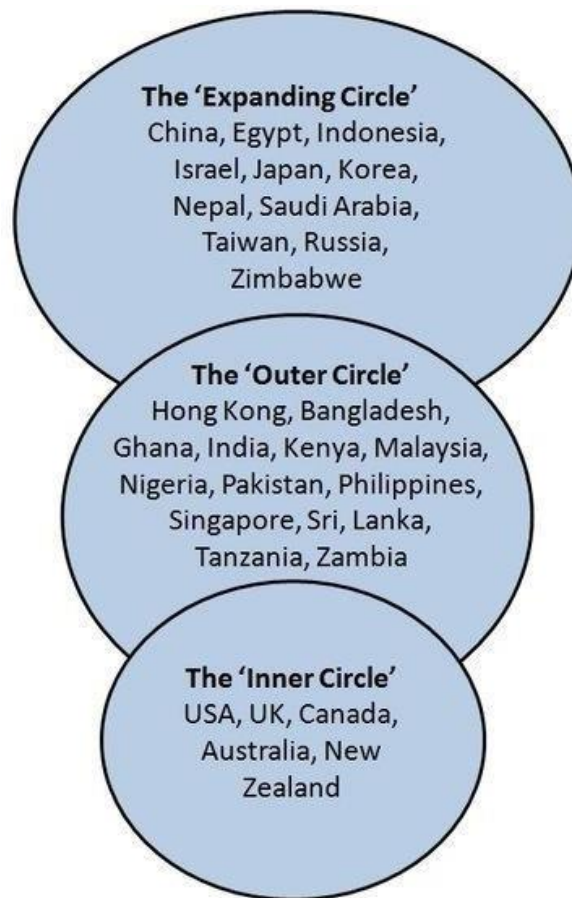 The ‘Expanding Circle’
China, Egypt, Indonesia,
Israel, Japan, Korea,
Nepal, Saudi Arabia,
Taiwan, Russia,
Zimbabwe
The ‘Outer Circle’
Hong Kong, Bangladesh,
Ghana, India, Kenya, Malaysia,
Nigeria, Pakistan, Philippines,
Singapore, Sri, Lanka,
Tanzania, Zambia
The ‘Inner Circle’
USA, UK, Canada,
Australia, New
Zealand